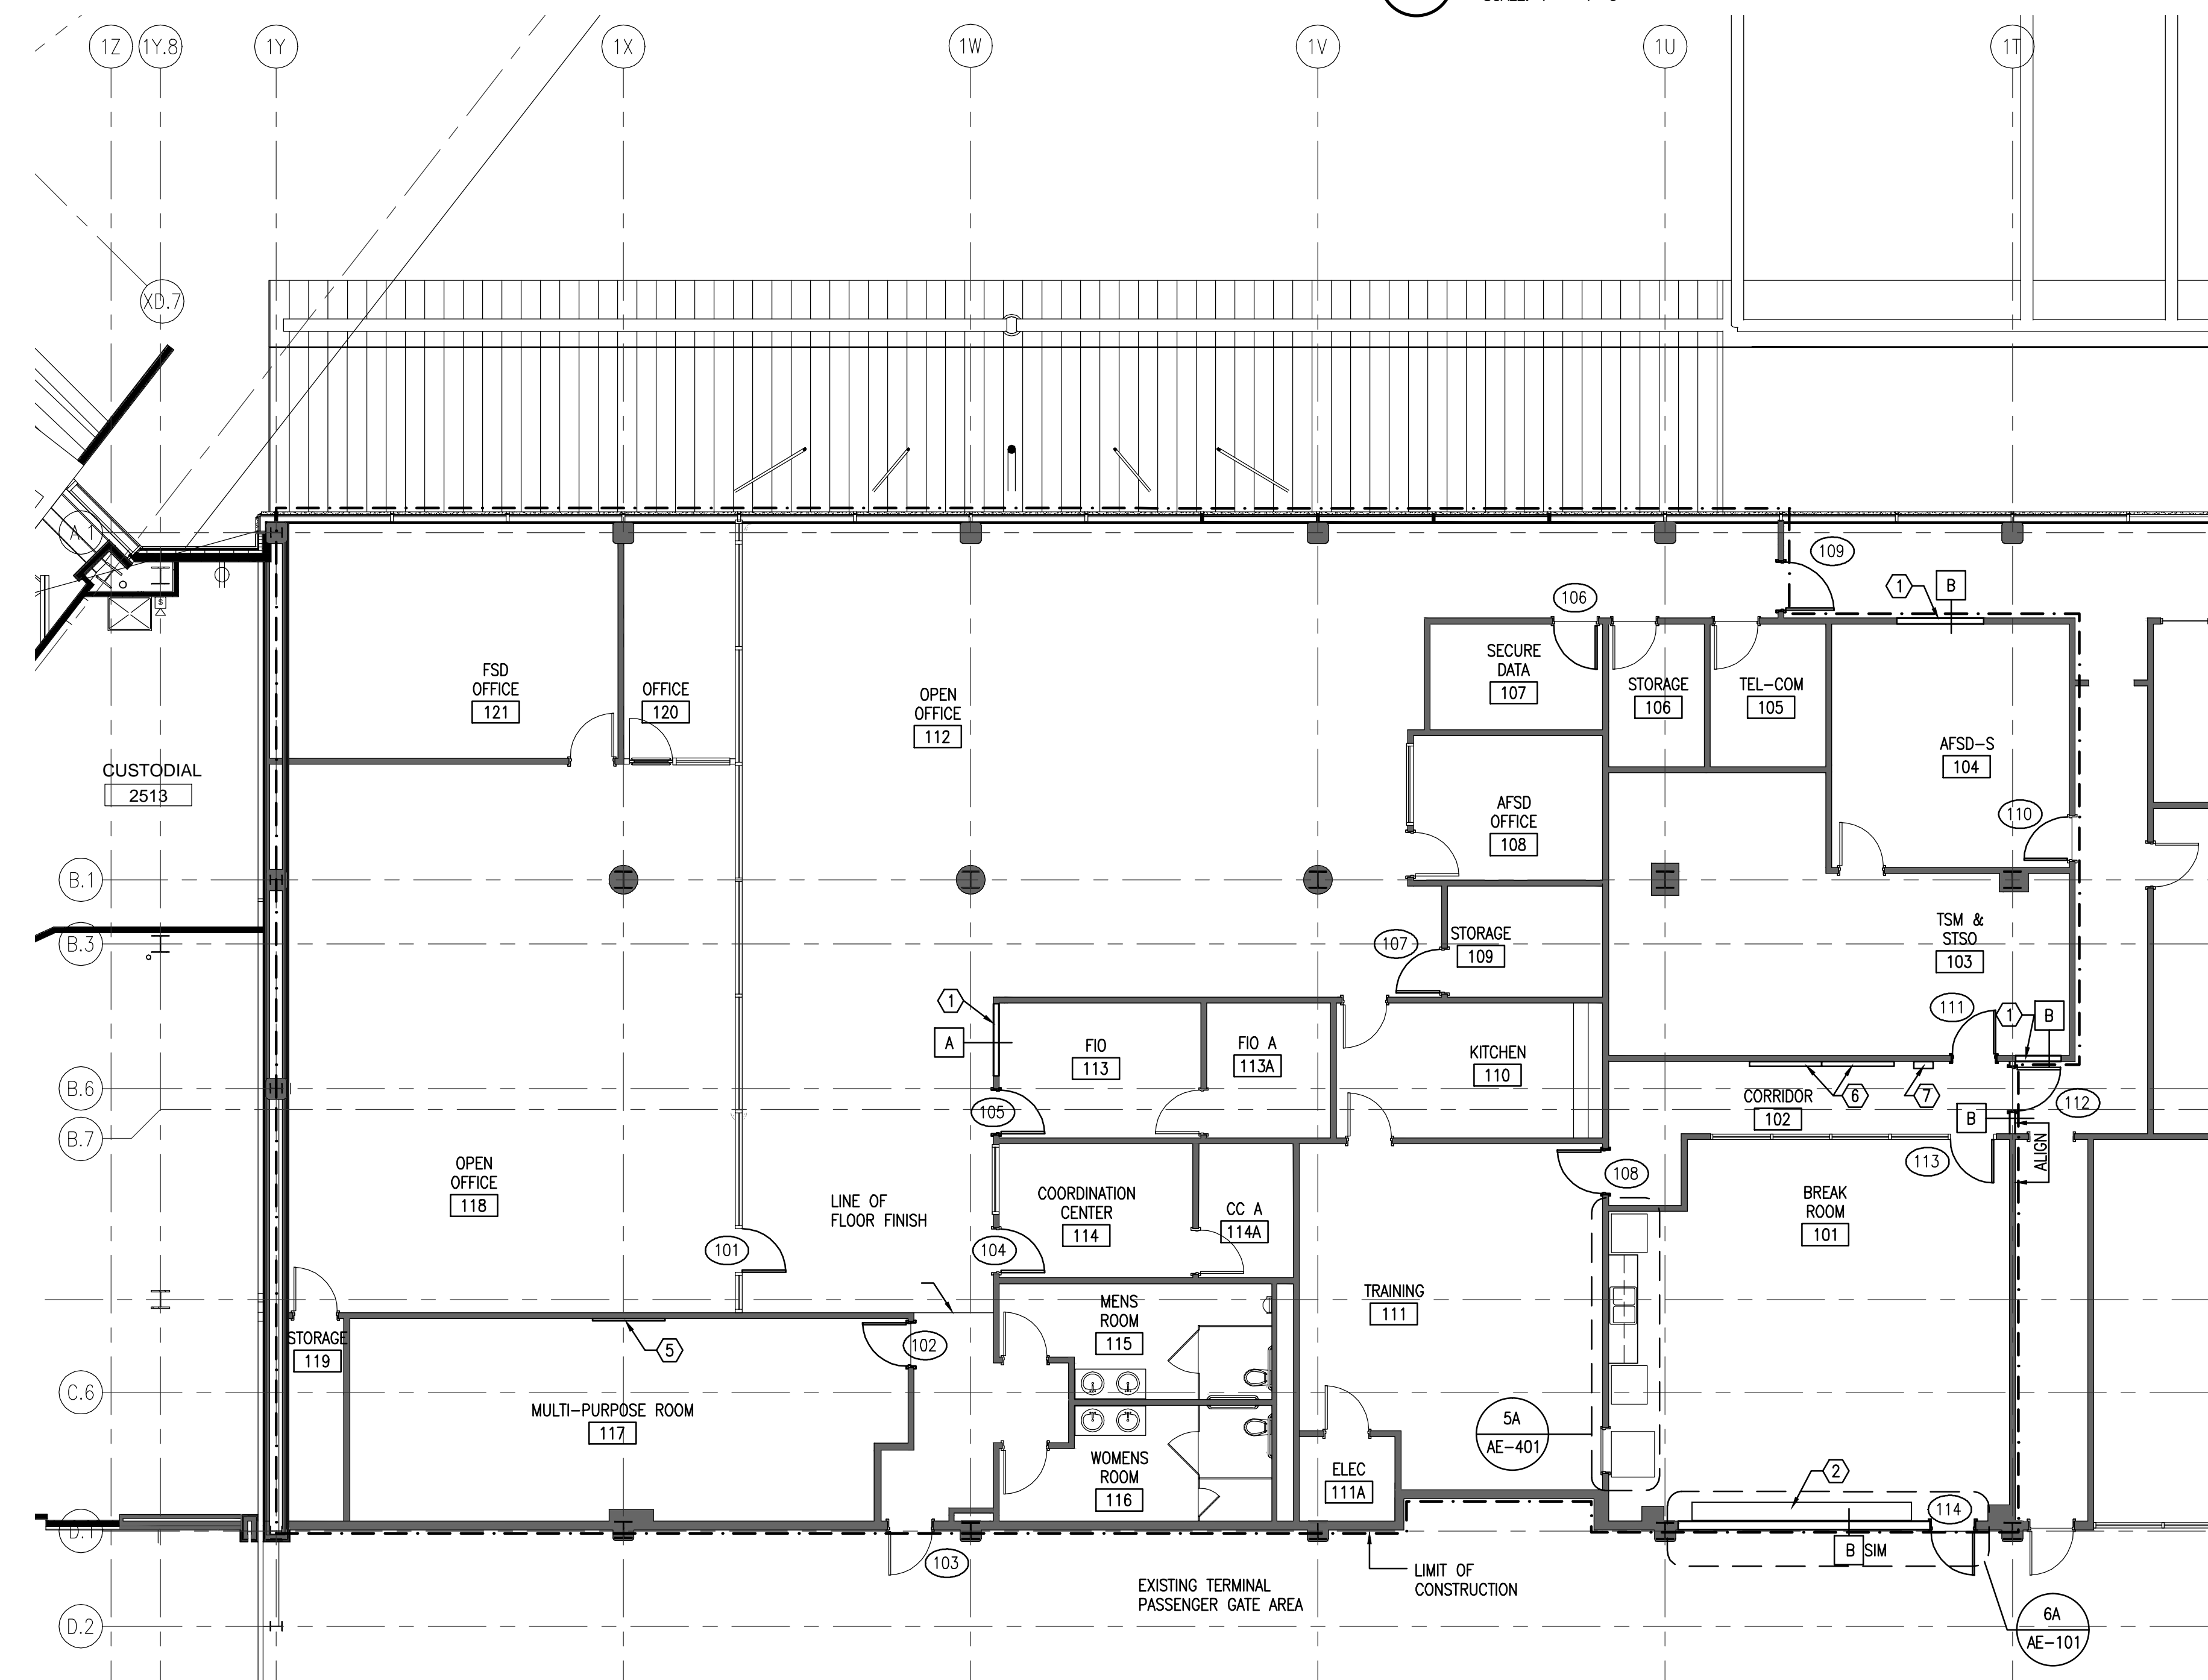 1Z
1Y.8
1Y
1X
1W
1V
1U
1T
XD.7
A.1
109
1
B
106
SECURE
DATA
107
STORAGE
106
TEL-COM
105
FSD
OFFICE
121
OFFICE
120
OPEN
OFFICE
112
AFSD-S
104
CUSTODIAL
2513
AFSD
OFFICE
108
110
B.1
B.3
107
STORAGE
109
TSM &
STSO
103
1
A
111
1
B
FIO
113
FIO A
113A
KITCHEN
110
B.6
105
CORRIDOR
102
6
7
B
112
B.7
ALIGN
OPEN
OFFICE
118
108
113
LINE OF
FLOOR FINISH
COORDINATION
CENTER
114
CC A
114A
BREAK
ROOM
101
101
104
MENS
ROOM
115
TRAINING
111
STORAGE
119
5
102
C.6
MULTI-PURPOSE ROOM
117
5A
AE-401
WOMENS
ROOM
116
ELEC
111A
2
114
D.1
103
B SIM
LIMIT OF
CONSTRUCTION
EXISTING TERMINAL
PASSENGER GATE AREA
D.2
6A
AE-101